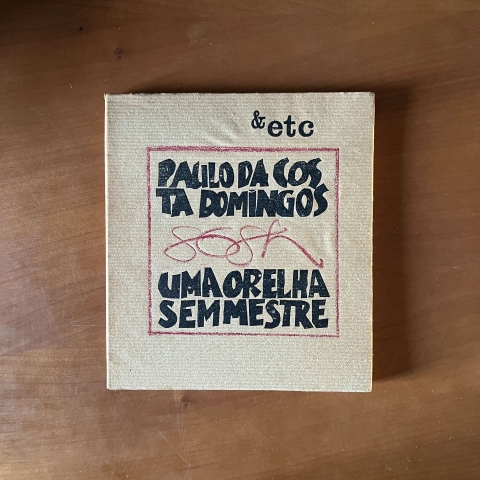 & etc
PAULO DA COS
TA DOMINGOS
UMA ORELHA
SEM MESTRE